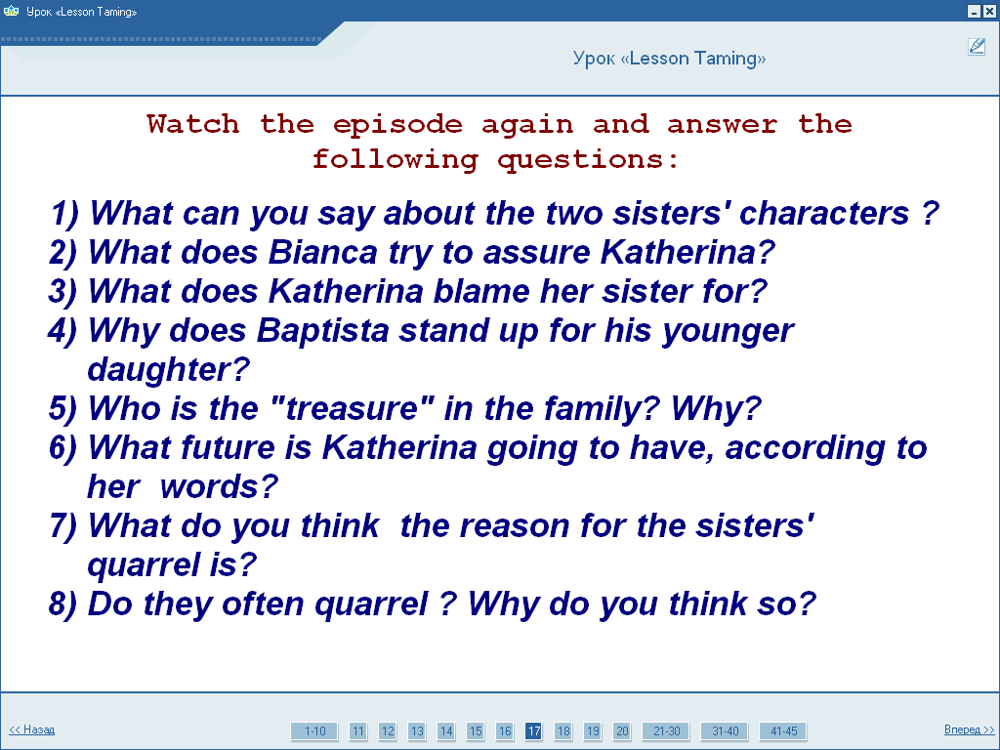 Урок «Lesson Taming»
Урок «Lesson Taming»
Watch the episode again and answer the
following questions:
1) What can you say about the two sisters' characters ?
2) What does Bianca try to assure Katherina?
3) What does Katherina blame her sister for?
4) Why does Baptista stand up for his younger
daughter?
5) Who is the "treasure" in the family? Why?
6) What future is Katherina going to have, according to
her  words?
7) What do you think  the reason for the sisters'
quarrel is?
8) Do they often quarrel ? Why do you think so?
<< Назад 1-10 11 12 13 14 15 16 17 18 19 20 21-30 31-40 41-45 Вперед >>